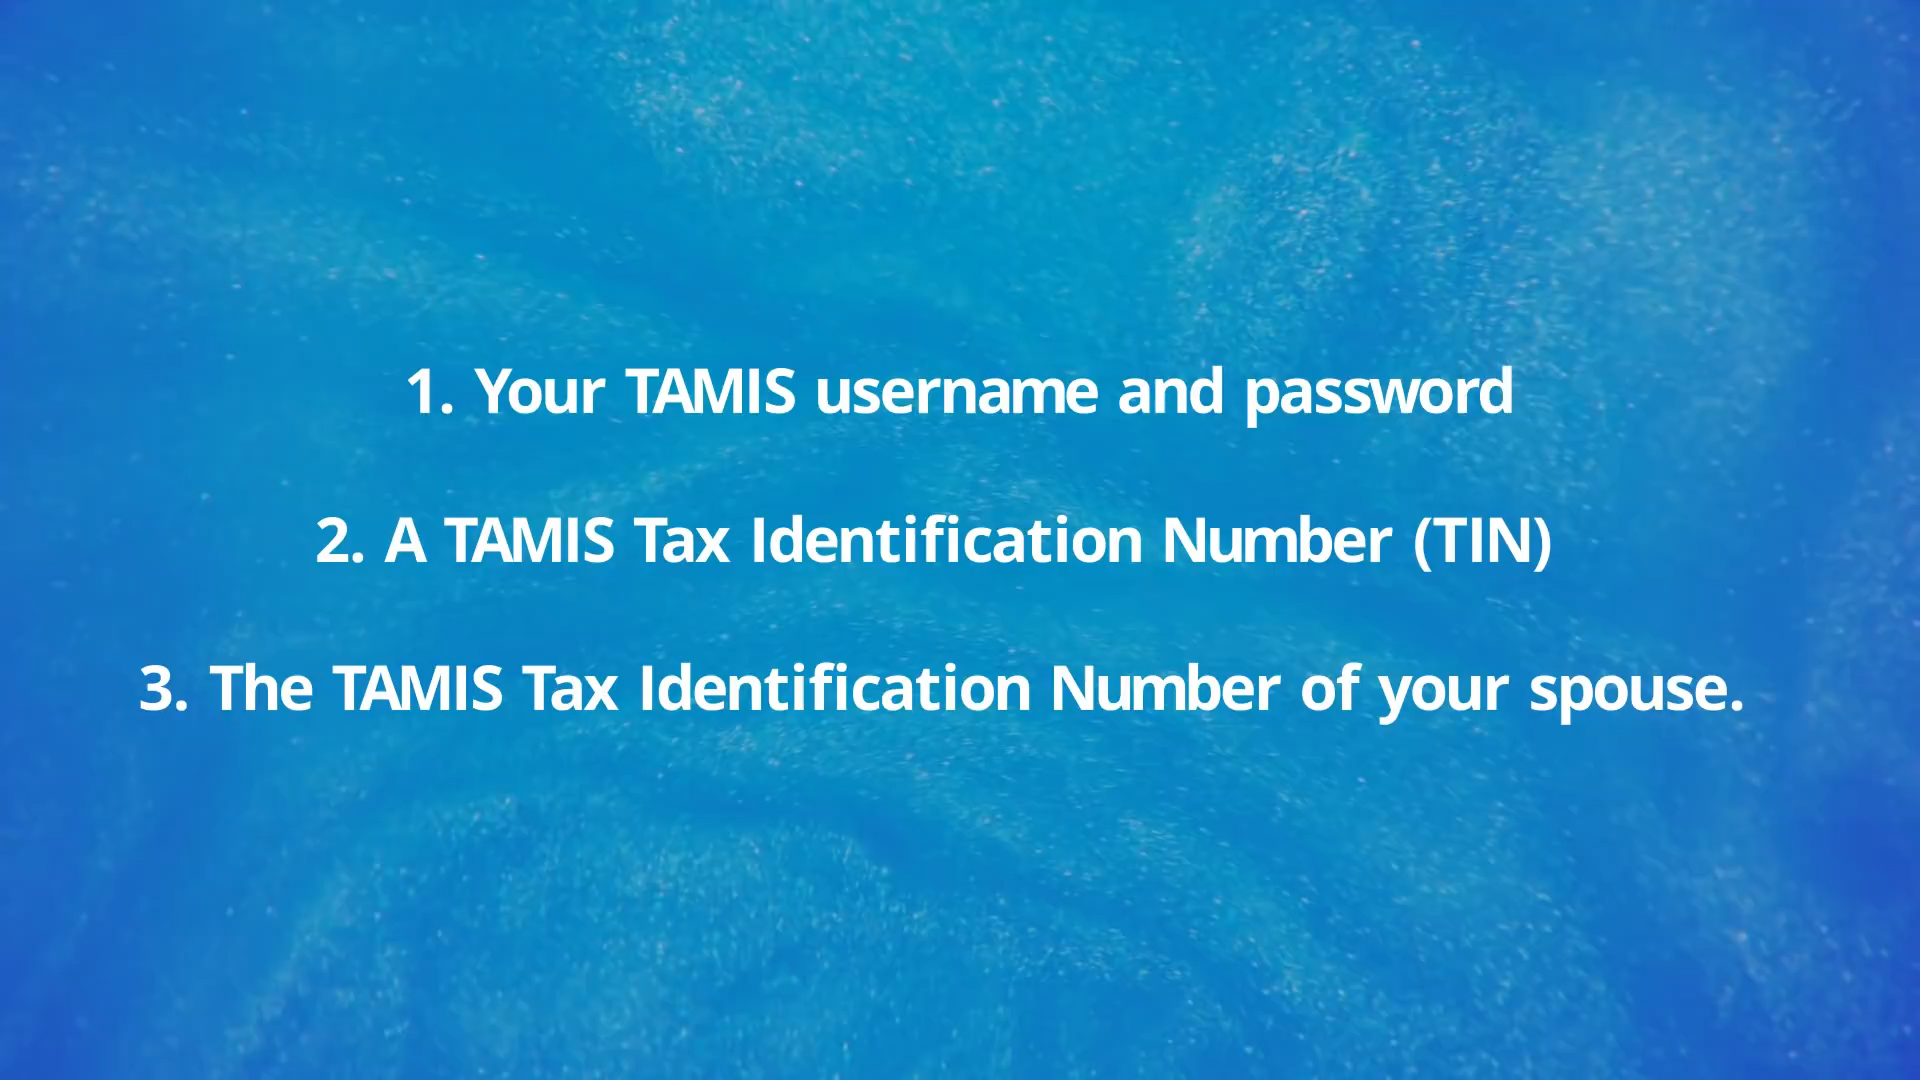 1. Your TAMIS username and password
2. A TAMIS Tax Identification Number (TIN)
3. The TAMIS Tax Identification Number of your spouse.